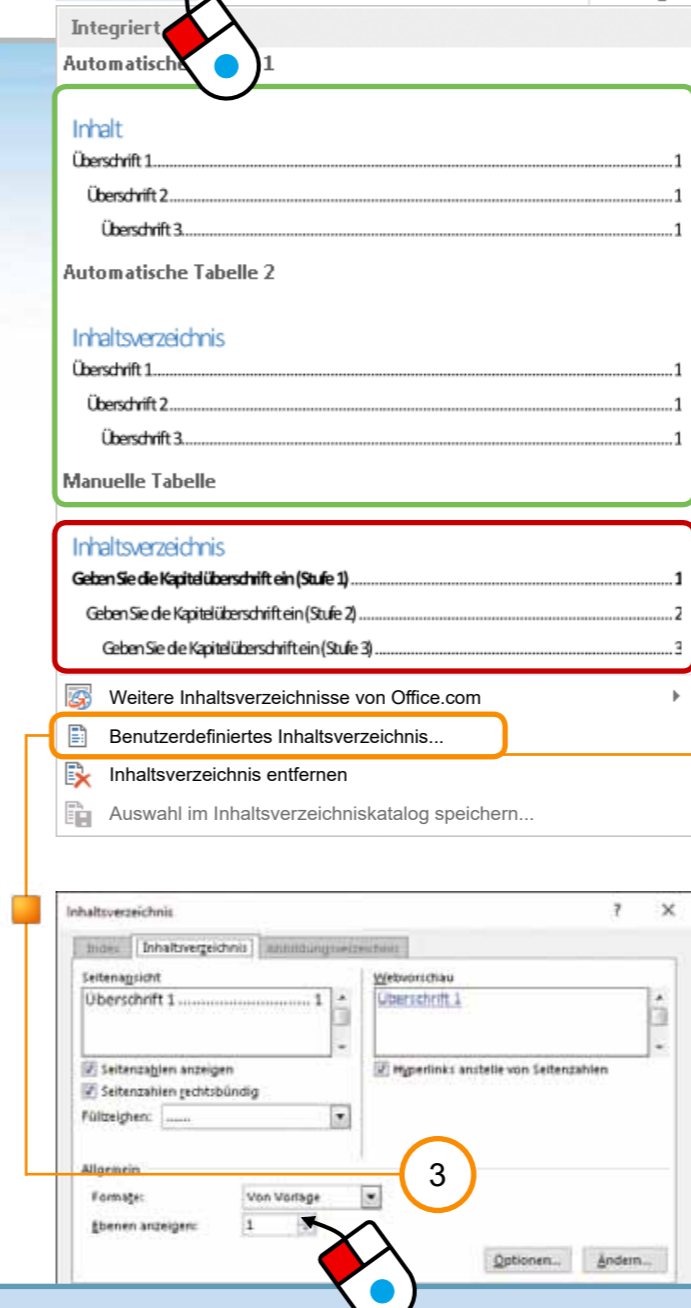 Integriert
Automatische 1
Inhalt
Überschrift 1 1
Überschrift 2 1
Überschrift 3 1
Automatische Tabelle 2
Inhaltsverzeichnis
Überschrift 1 1
Überschrift 2 1
Überschrift 3 1
Manuelle Tabelle
Inhaltsverzeichnis
Geben Sie die Kapitelüberschrift ein (Stufe 1) 1
Geben Sie die Kapitelüberschrift ein (Stufe 2) 2
Geben Sie die Kapitelüberschrift ein (Stufe 3) 3
Weitere Inhaltsverzeichnisse von Office.com
Benutzerdefiniertes Inhaltsverzeichnis...
Inhaltsverzeichnis entfernen
Auswahl im Inhaltsverzeichniskatalog speichern...
Inhaltsverzeichnis ? ×
Index Inhaltsverzeichnis Abbildungsverzeichnis
Seitenansicht Webvorschau
Überschrift 1 1 Überschrift 1
Seitenzahlen anzeigen Hyperlinks anstelle von Seitenzahlen
Seitenzahlen rechtsbündig
Füllzeichen: .......
Allgemein 3
Formate: Von Vorlage
Ebenen anzeigen: 1
Optionen... Ändern...